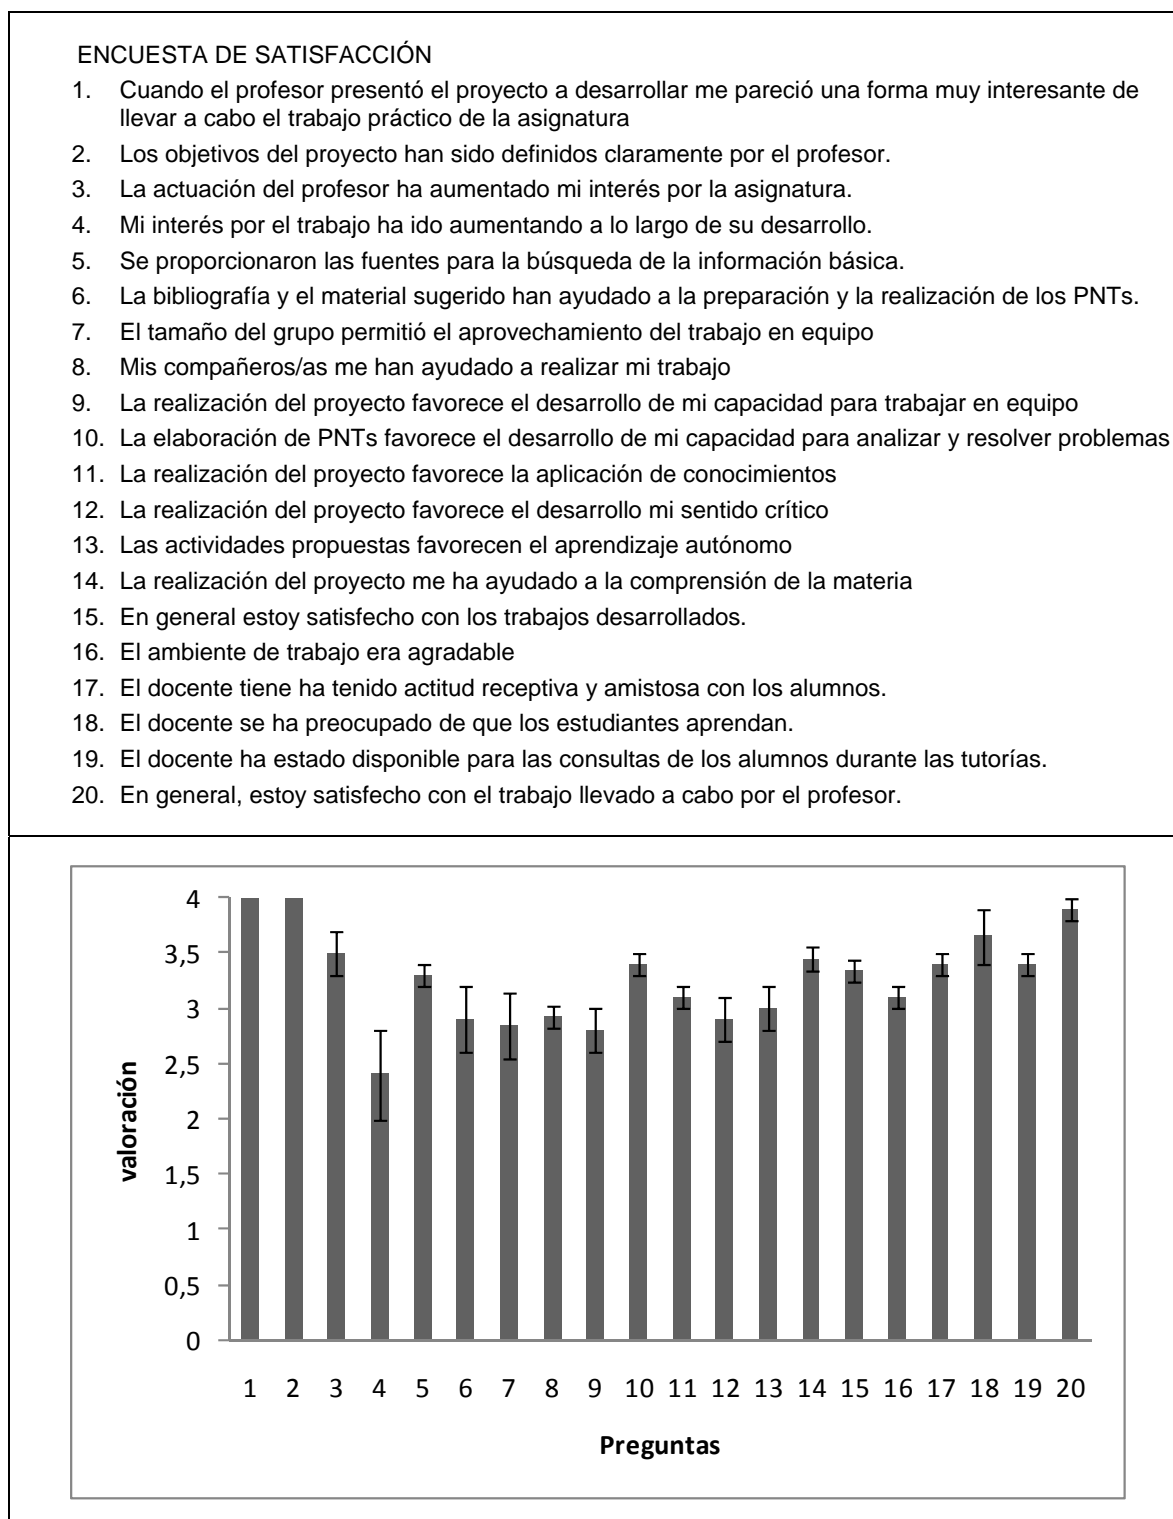 ENCUESTA DE SATISFACCIÓN
1. Cuando el profesor presentó el proyecto a desarrollar me pareció una forma muy interesante de
llevar a cabo el trabajo práctico de la asignatura
2. Los objetivos del proyecto han sido definidos claramente por el profesor.
3. La actuación del profesor ha aumentado mi interés por la asignatura.
4. Mi interés por el trabajo ha ido aumentando a lo largo de su desarrollo.
5. Se proporcionaron las fuentes para la búsqueda de la información básica.
6. La bibliografía y el material sugerido han ayudado a la preparación y la realización de los PNTs.
7. El tamaño del grupo permitió el aprovechamiento del trabajo en equipo
8. Mis compañeros/as me han ayudado a realizar mi trabajo
9. La realización del proyecto favorece el desarrollo de mi capacidad para trabajar en equipo
10. La elaboración de PNTs favorece el desarrollo de mi capacidad para analizar y resolver problemas
11. La realización del proyecto favorece la aplicación de conocimientos
12. La realización del proyecto favorece el desarrollo mi sentido crítico
13. Las actividades propuestas favorecen el aprendizaje autónomo
14. La realización del proyecto me ha ayudado a la comprensión de la materia
15. En general estoy satisfecho con los trabajos desarrollados.
16. El ambiente de trabajo era agradable
17. El docente tiene ha tenido actitud receptiva y amistosa con los alumnos.
18. El docente se ha preocupado de que los estudiantes aprendan.
19. El docente ha estado disponible para las consultas de los alumnos durante las tutorías.
20. En general, estoy satisfecho con el trabajo llevado a cabo por el profesor.
valoración
4
3,5
3
2,5
2
1,5
1
0,5
0
1 2 3 4 5 6 7 8 9 10 11 12 13 14 15 16 17 18 19 20
Preguntas